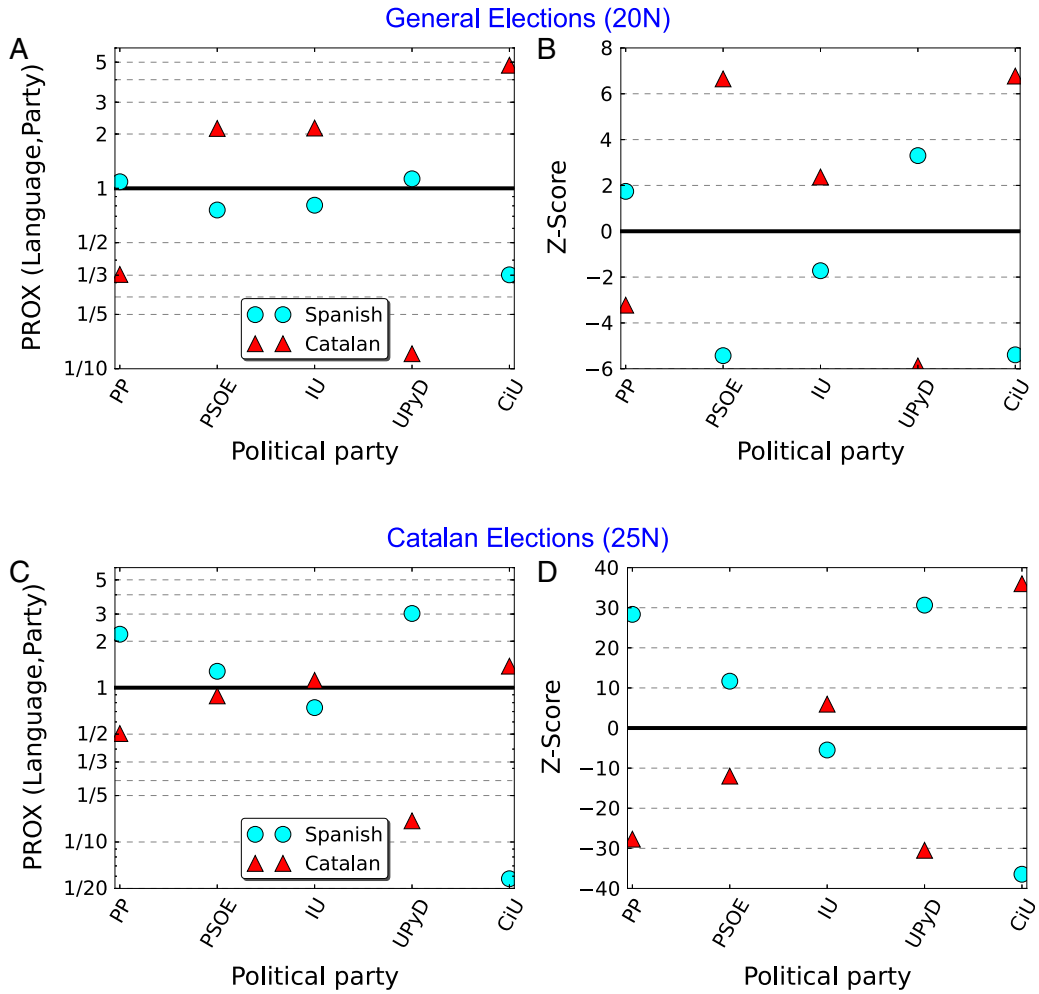 General Elections (20N)
A
PROX (Language,Party)
5
3
2
1
1/2
1/3
1/5
1/10
Spanish
Catalan
PP
PSOE
IU
UPyD
CiU
Political party
B
Z-Score
8
6
4
2
0
−2
−4
−6
PP
PSOE
IU
UPyD
CiU
Political party
Catalan Elections (25N)
C
PROX (Language,Party)
5
3
2
1
1/2
1/3
1/5
1/10
1/20
Spanish
Catalan
PP
PSOE
IU
UPyD
CiU
Political party
D
Z-Score
40
30
20
10
0
−10
−20
−30
−40
PP
PSOE
IU
UPyD
CiU
Political party